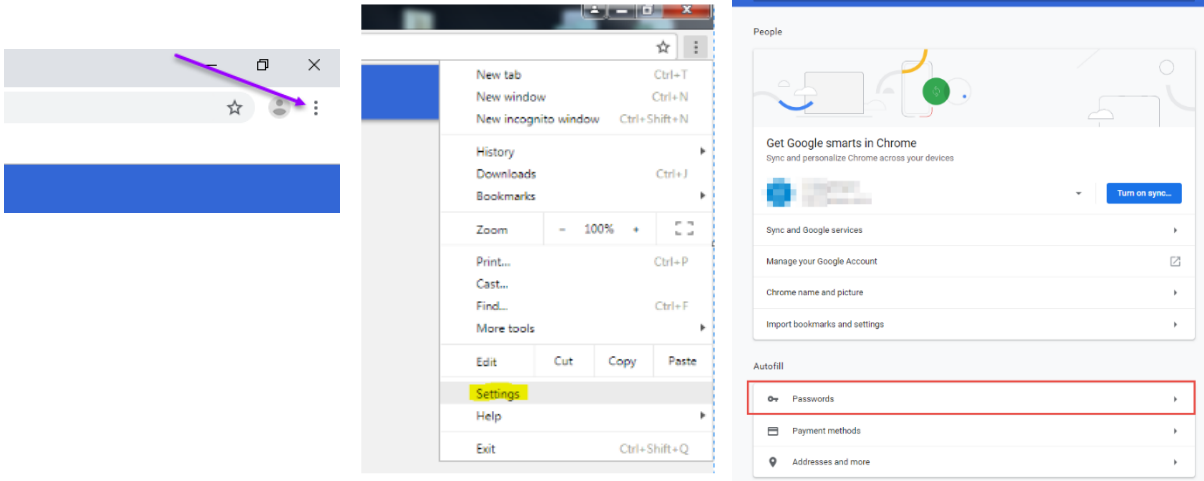 New tab Ctrl+T
New window Ctrl+N
New incognito window Ctrl+Shift+N
History
Downloads Ctrl+J
Bookmarks
Zoom - 100% +
Print... Ctrl+P
Cast...
Find... Ctrl+F
More tools
Edit Cut Copy Paste
Settings
Help
Exit Ctrl+Shift+Q
People
Get Google smarts in Chrome
Sync and personalize Chrome across your devices
Turn on sync...
Sync and Google services
Manage your Google Account
Chrome name and picture
Import bookmarks and settings
Autofill
Passwords
Payment methods
Addresses and more